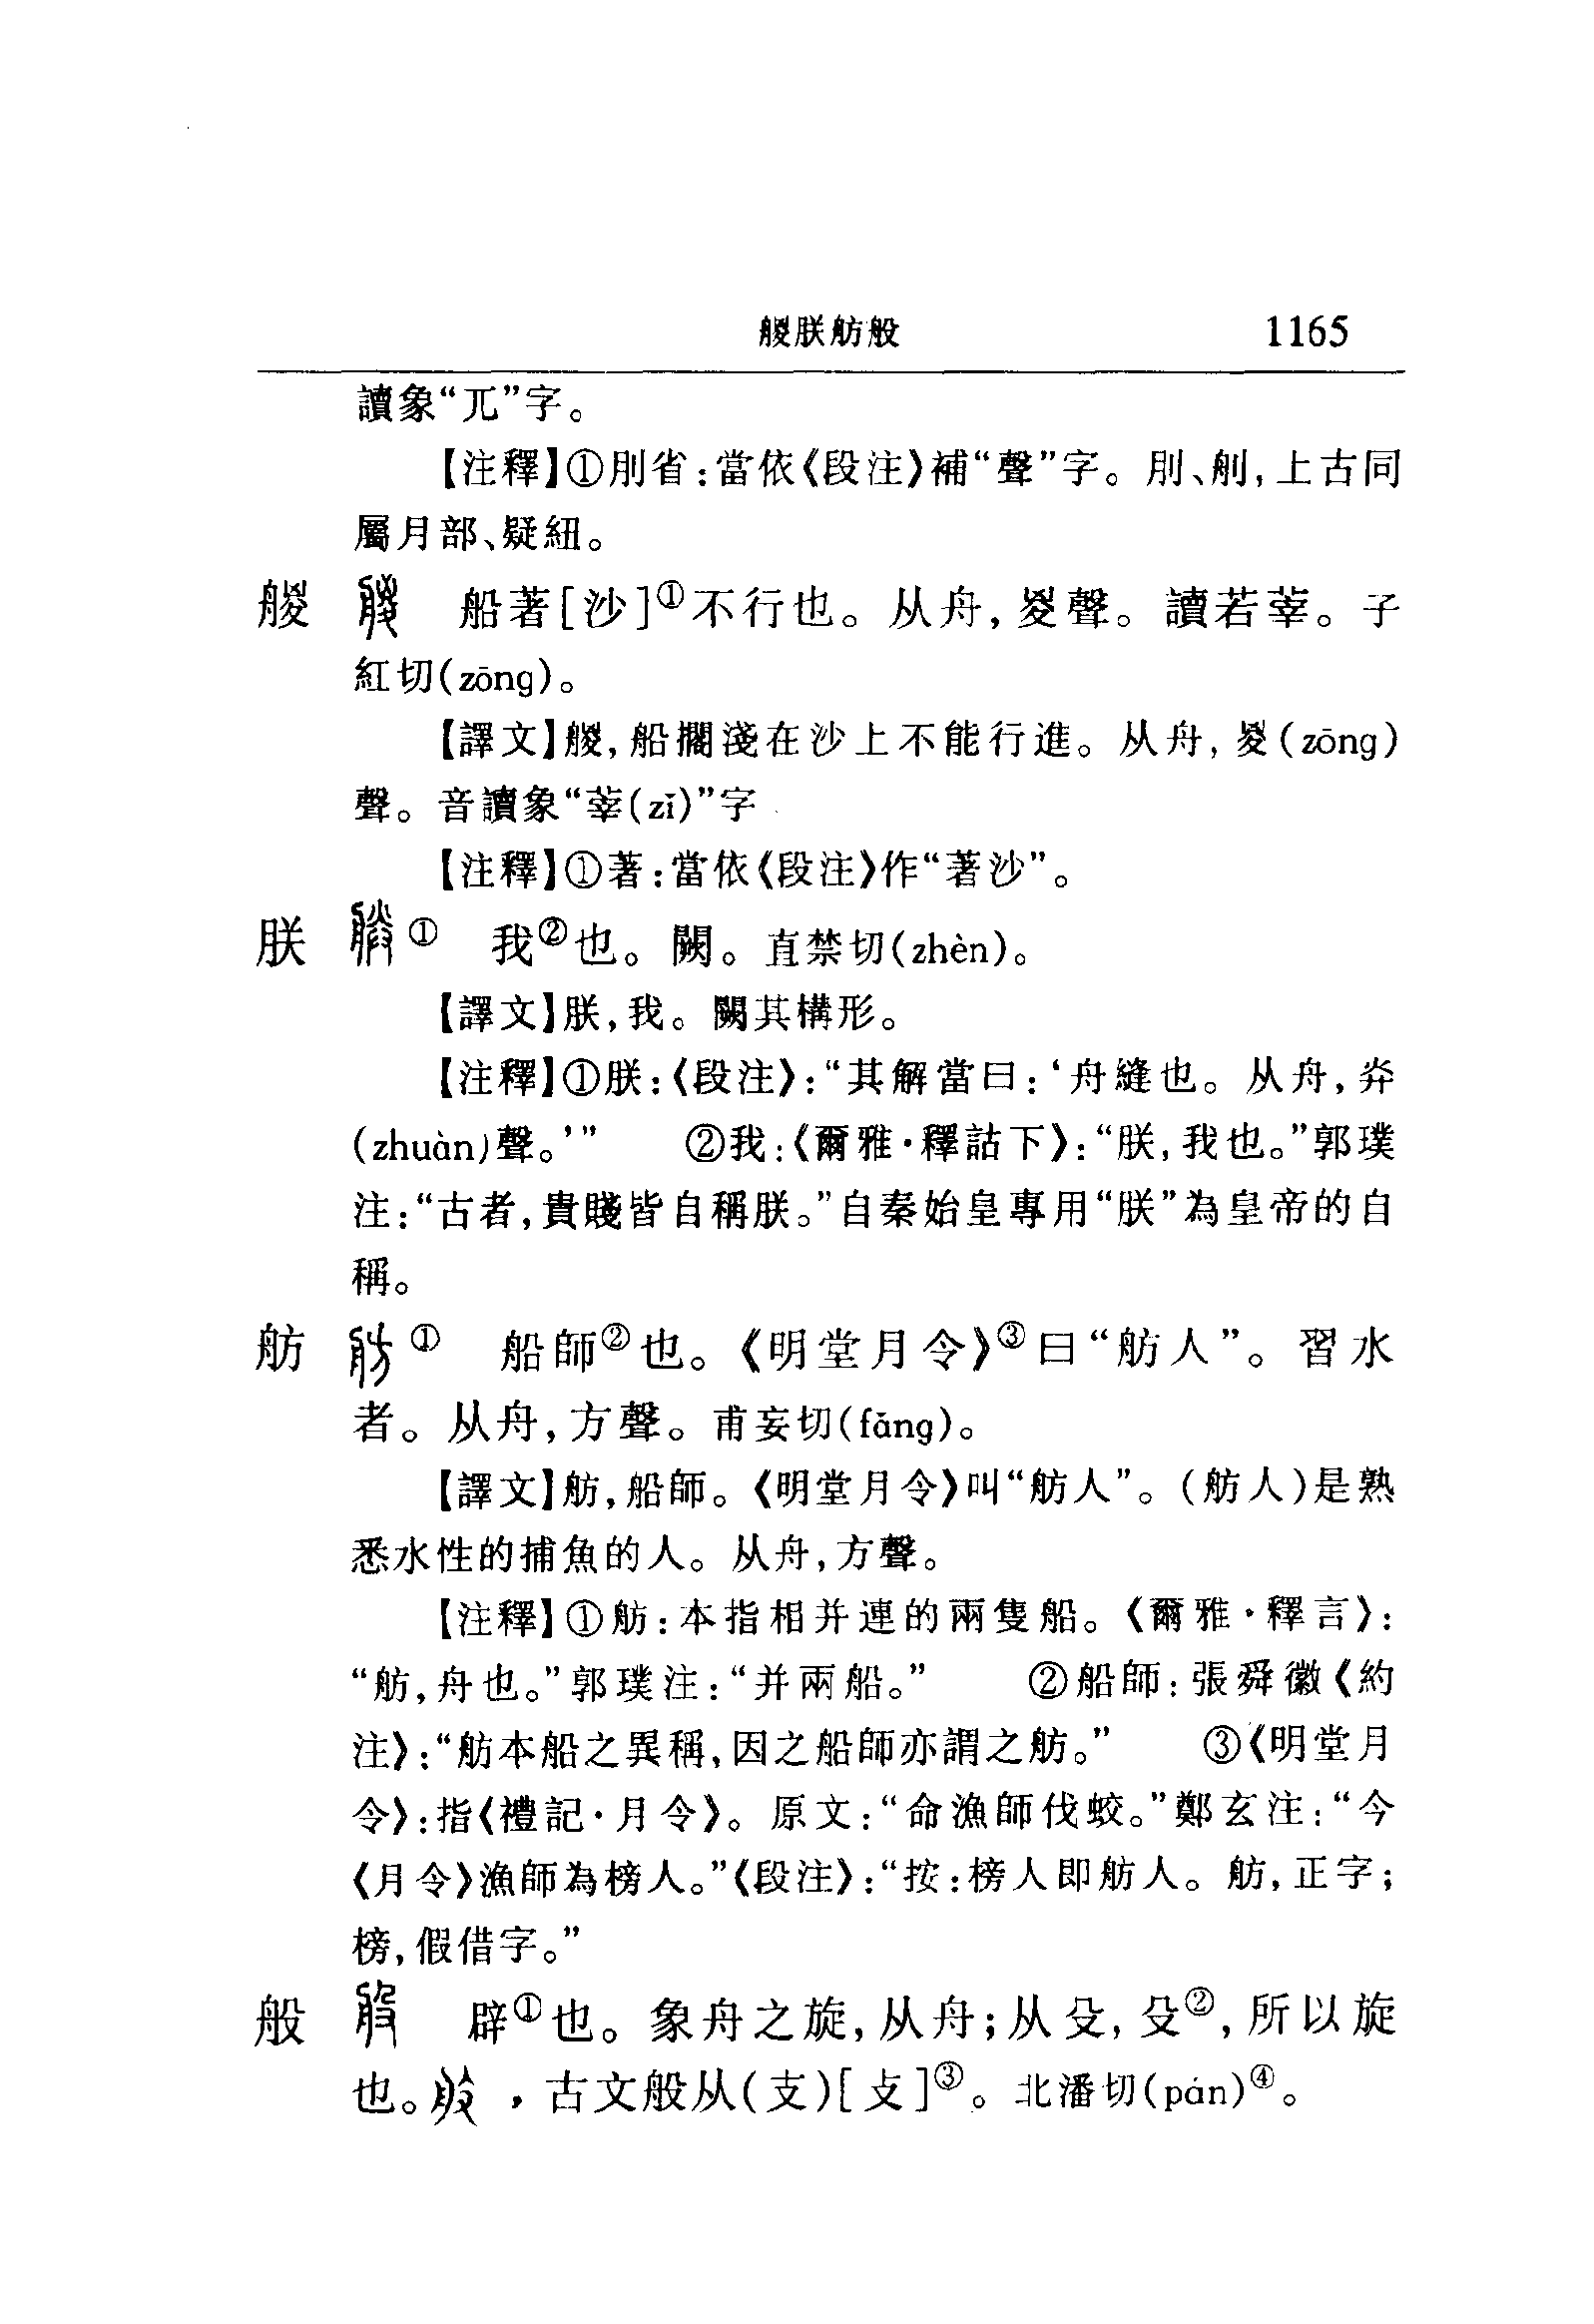 艐朕舫般 1165
讀象“兀”字。
【注釋】①刖省：當依《段注》補“聲”字。刖、𦨉，上古同
屬月部、疑紐。
艐 船著[沙]①不行也。从舟，㚇聲。讀若莘。子
紅切(zōng)。
【譯文】艐，船擱淺在沙上不能行進。从舟，㚇(zōng)
聲。音讀象“莘(zǐ)”字
【注釋】①著：當依《段注》作“著沙”。
朕 ① 我②也。闕。直禁切(zhèn)。
【譯文】朕，我。闕其構形。
【注釋】①朕：《段注》：“其解當曰：‘舟縫也。从舟，灷
(zhuàn)聲。’” ②我：《爾雅·釋詁下》：“朕，我也。”郭璞
注：“古者，貴賤皆自稱朕。”自秦始皇專用“朕”為皇帝的自
稱。
舫 ① 船師②也。《明堂月令》③曰“舫人”。習水
者。从舟，方聲。甫妄切(fǎng)。
【譯文】舫，船師。《明堂月令》叫“舫人”。(舫人)是熟
悉水性的捕魚的人。从舟，方聲。
【注釋】①舫：本指相并連的兩隻船。《爾雅·釋言》：
“舫，舟也。”郭璞注：“并兩船。” ②船師：張舜徽《約
注》：“舫本船之異稱，因之船師亦謂之舫。” ③《明堂月
令》：指《禮記·月令》。原文：“命漁師伐蛟。”鄭玄注：“今
《月令》漁師為榜人。”《段注》：“按：榜人即舫人。舫，正字；
榜，假借字。”
般 辟①也。象舟之旋，从舟；从殳，殳②，所以旋
也。，古文般从(支)[攴]③。北潘切(pán)④。